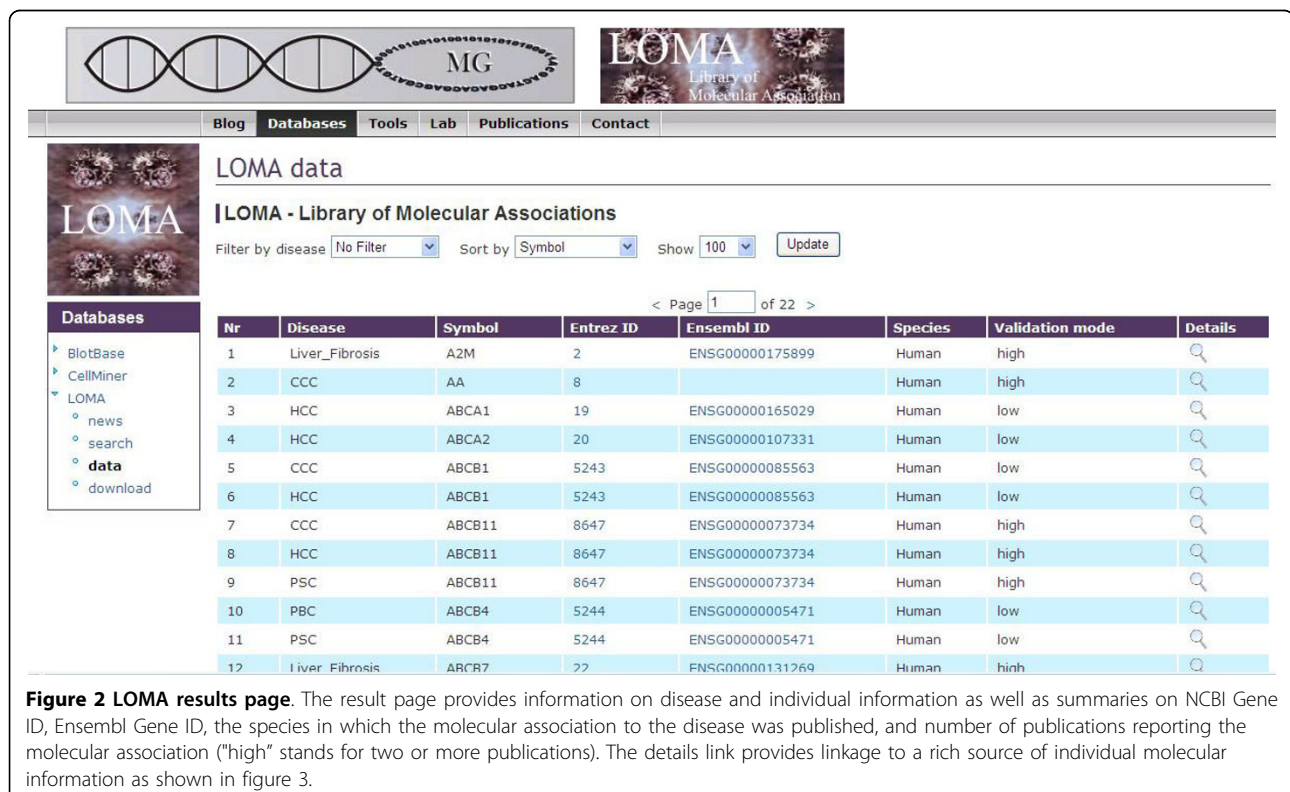 MG
LOMA
Library of
Molecular Association
Blog Databases Tools Lab Publications Contact
LOMA
LOMA data
LOMA - Library of Molecular Associations
Filter by disease No Filter Sort by Symbol Show 100 Update
< Page 1 of 22 >
Databases
BlotBase
CellMiner
LOMA
news
search
data
download
Nr Disease Symbol Entrez ID Ensembl ID Species Validation mode Details
1 Liver_Fibrosis A2M 2 ENSG00000175899 Human high
2 CCC AA 8 Human high
3 HCC ABCA1 19 ENSG00000165029 Human low
4 HCC ABCA2 20 ENSG00000107331 Human low
5 CCC ABCB1 5243 ENSG00000085563 Human low
6 HCC ABCB1 5243 ENSG00000085563 Human low
7 CCC ABCB11 8647 ENSG00000073734 Human high
8 HCC ABCB11 8647 ENSG00000073734 Human high
9 PSC ABCB11 8647 ENSG00000073734 Human high
10 PBC ABCB4 5244 ENSG00000005471 Human low
11 PSC ABCB4 5244 ENSG00000005471 Human low
12 Liver_Fibrosis ABCB7 22 ENSG00000131269 Human high
Figure 2 LOMA results page. The result page provides information on disease and individual information as well as summaries on NCBI Gene
ID, Ensembl Gene ID, the species in which the molecular association to the disease was published, and number of publications reporting the
molecular association ("high" stands for two or more publications). The details link provides linkage to a rich source of individual molecular
information as shown in figure 3.